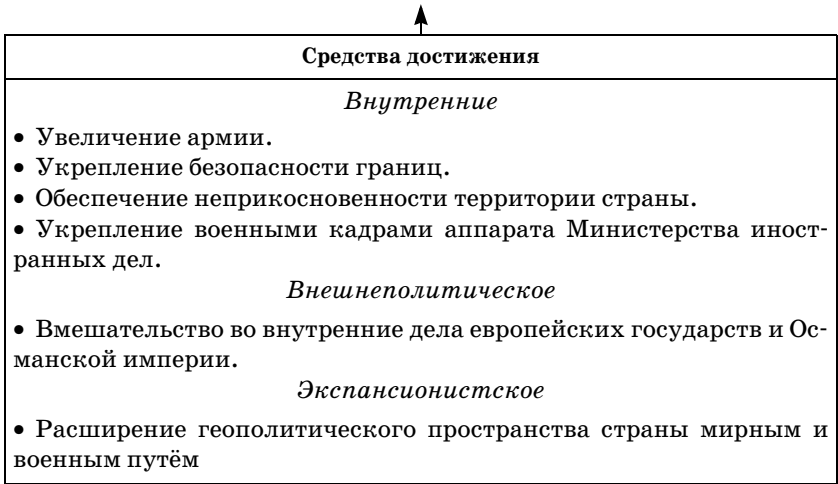 Средства достижения
Внутренние
• Увеличение армии.
• Укрепление безопасности границ.
• Обеспечение неприкосновенности территории страны.
• Укрепление военными кадрами аппарата Министерства иност-
ранных дел.
Внешнеполитическое
• Вмешательство во внутренние дела европейских государств и Ос-
манской империи.
Экспансионистское
• Расширение геополитического пространства страны мирным и
военным путём